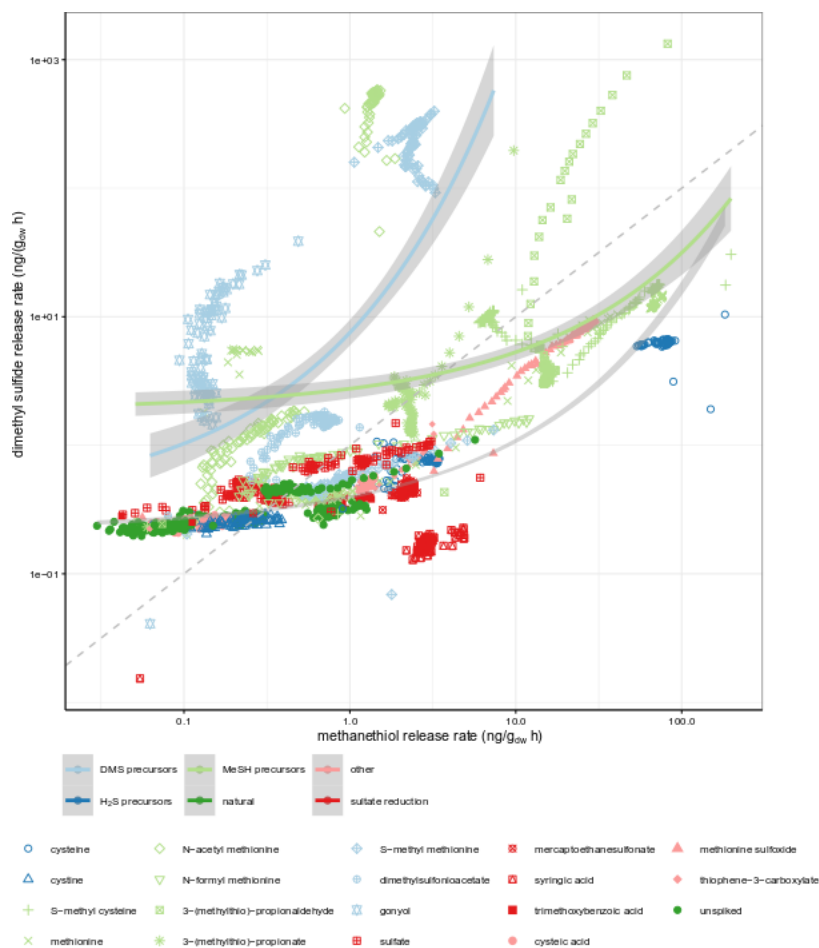 1e+03
1e+01
1e−01
dimethyl sulfide release rate (ng/(g_dw h)
0.1 1.0 10.0 100.0
methanethiol release rate (ng/g_dw h)
DMS precursors MeSH precursors other
H₂S precursors natural sulfate reduction
cysteine N−acetyl methionine S−methyl methionine mercaptoethanesulfonate methionine sulfoxide
cystine N−formyl methionine dimethylsulfonioacetate syringic acid thiophene−3−carboxylate
S−methyl cysteine 3−(methylthio)−propionaldehyde gonyol trimethoxybenzoic acid unspiked
methionine 3−(methylthio)−propionate sulfate cysteic acid